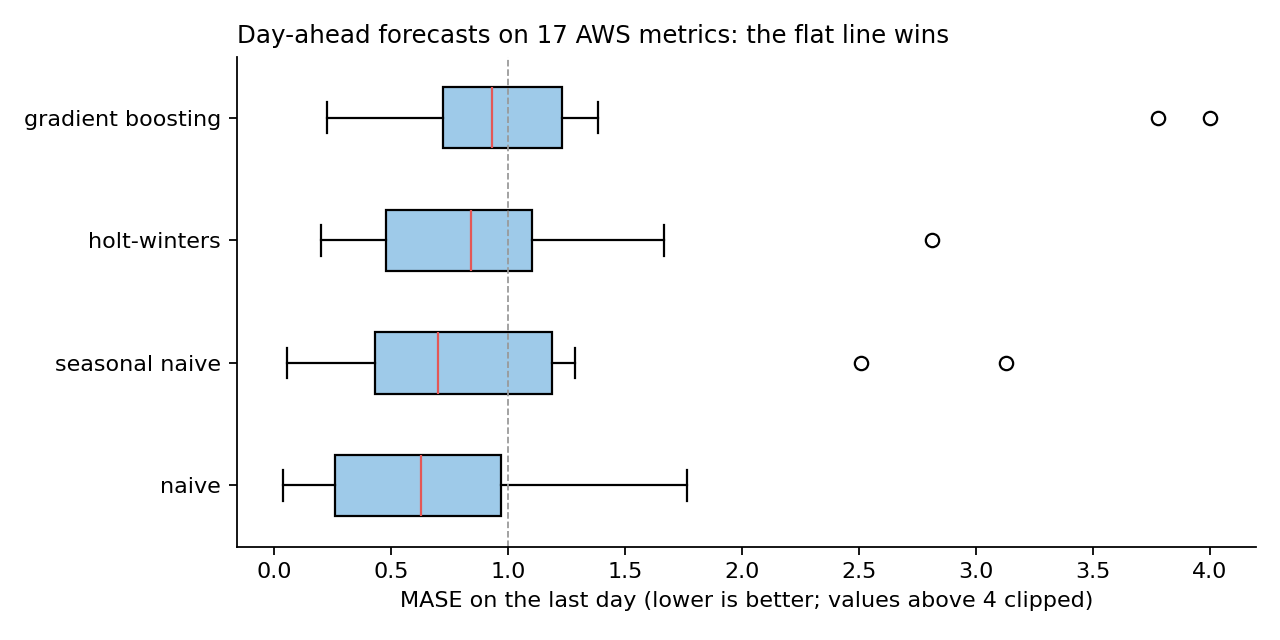 Day-ahead forecasts on 17 AWS metrics: the flat line wins
gradient boosting
holt-winters
seasonal naive
naive
0.0 0.5 1.0 1.5 2.0 2.5 3.0 3.5 4.0
MASE on the last day (lower is better; values above 4 clipped)